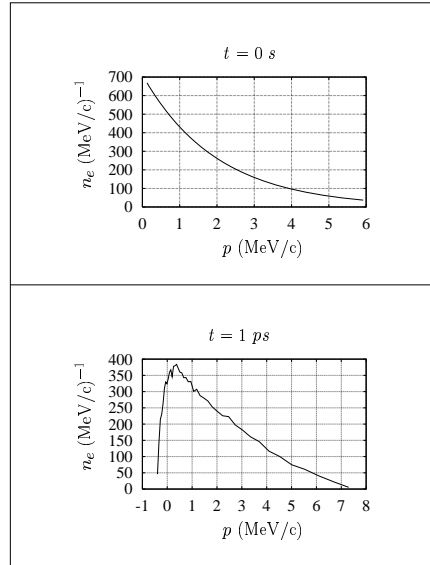 t = 0 s
700
600
500
400
300
200
100
0
n_e (MeV/c)^{-1}
0 1 2 3 4 5 6
p (MeV/c)
t = 1 ps
400
350
300
250
200
150
100
50
0
n_e (MeV/c)^{-1}
-1 0 1 2 3 4 5 6 7 8
p (MeV/c)